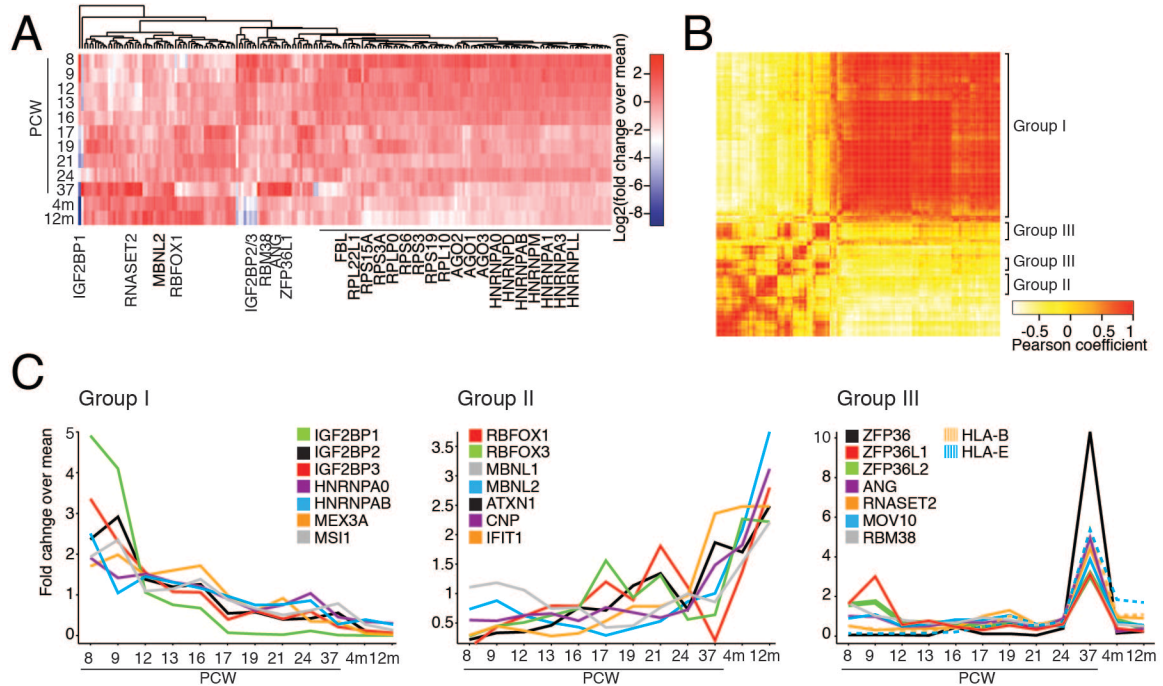 A
8
9
12
13
16
17
19
21
24
37
4m
12m
PCW
2
0
-2
-4
-6
-8
Log2(fold change over mean)
IGF2BP1
RNASET2
MBNL2
RBFOX1
IGF2BP2/3
RBM38
ANG
ZFP36L1
FBL
RPL22L1
RPS15A
RPS3A
RPLP0
RPS6
RPS3
RPS19
RPL10
AGO2
AGO1
AGO3
HNRNPA0
HNRNPD
HNRNPAB
HNRNPM
HNRNPA1
HNRNPA3
HNRNPLL
B
Group I
Group III
Group III
Group II
-0.5 0 0.5 1
Pearson coefficient
C
Group I
Fold cahnge over mean
5
4
3
2
1
0
IGF2BP1
IGF2BP2
IGF2BP3
HNRNPA0
HNRNPAB
MEX3A
MSI1
8 9 12 13 16 17 19 21 24 37 4m 12m
PCW
Group II
3.5
3.0
2.5
2.0
1.5
1.0
0.5
RBFOX1
RBFOX3
MBNL1
MBNL2
ATXN1
CNP
IFIT1
8 9 12 13 16 17 19 21 24 37 4m 12m
PCW
Group III
10
8
6
4
2
0
ZFP36
ZFP36L1
ZFP36L2
ANG
RNASET2
MOV10
RBM38
HLA-B
HLA-E
8 9 12 13 16 17 19 21 24 37 4m 12m
PCW